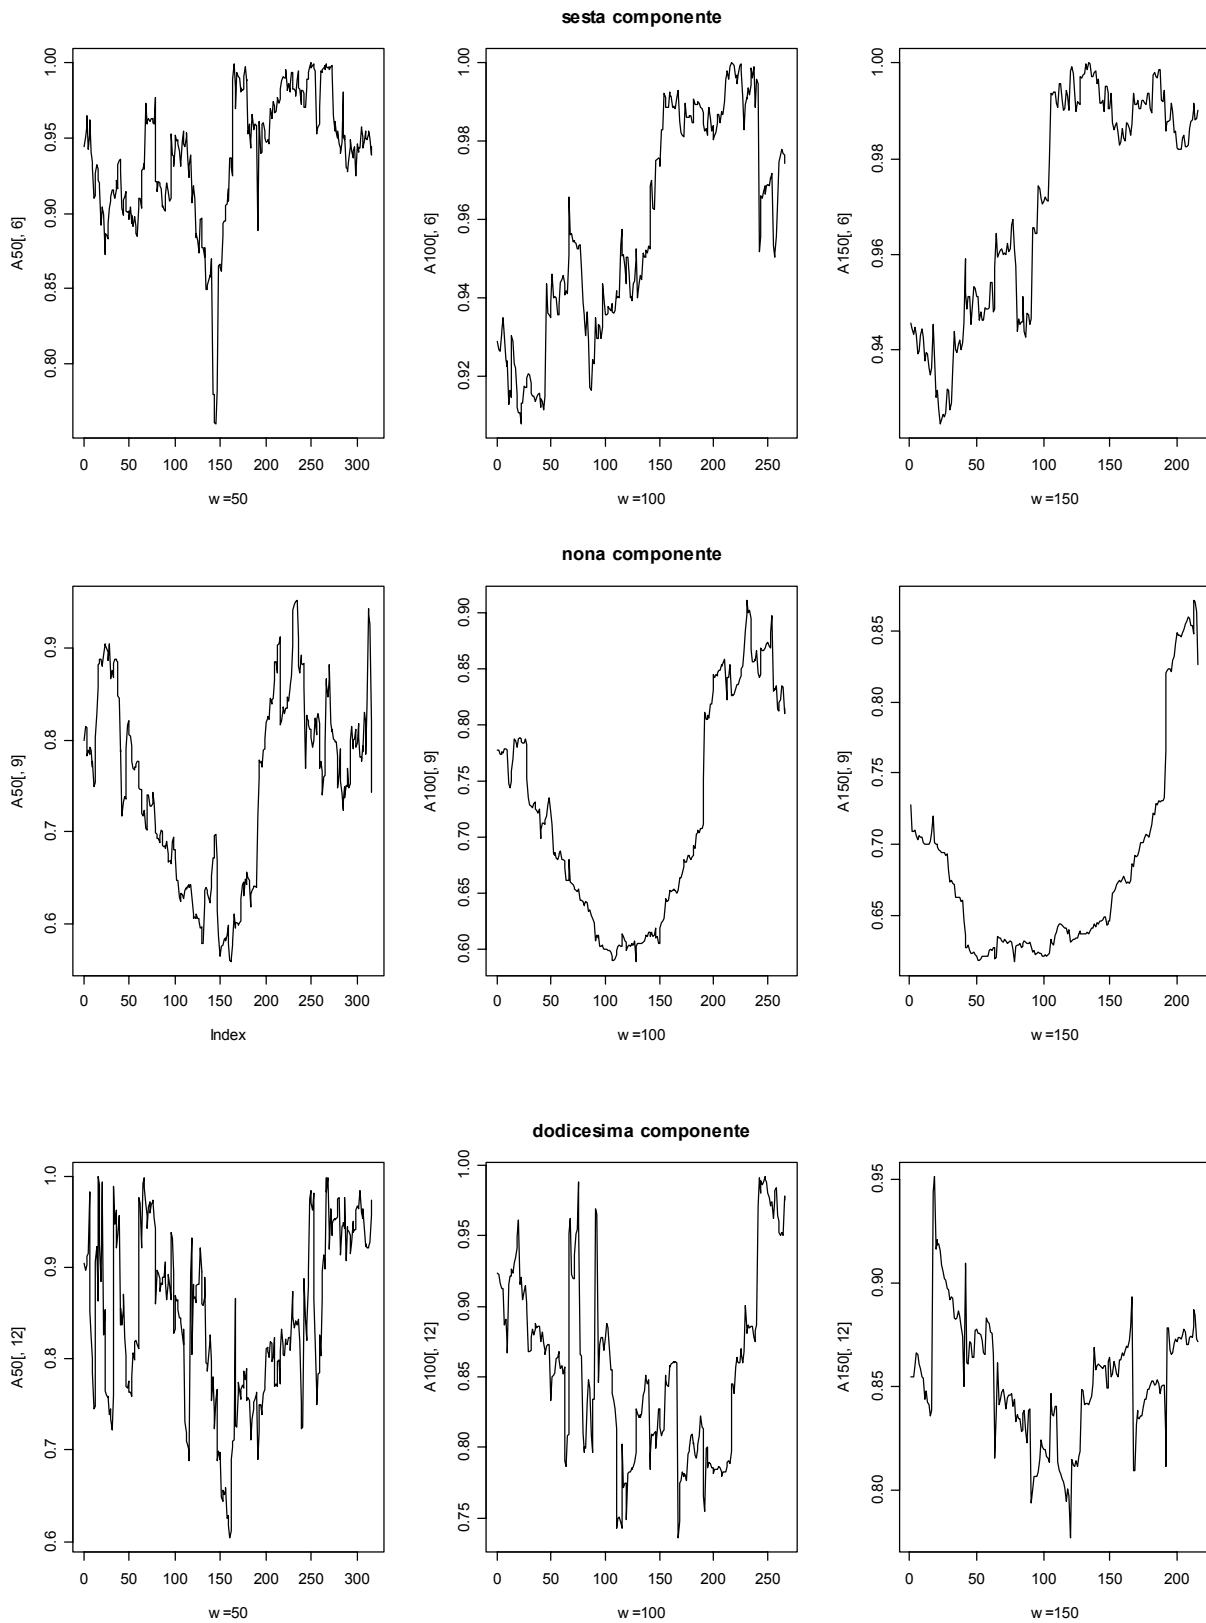 sesta componente
A50[, 6]
0.80 0.85 0.90 0.95 1.00
0 50 100 150 200 250 300
w =50
A100[, 6]
0.92 0.94 0.96 0.98 1.00
0 50 100 150 200 250
w =100
A150[, 6]
0.94 0.96 0.98 1.00
0 50 100 150 200
w =150
nona componente
A50[, 9]
0.6 0.7 0.8 0.9
0 50 100 150 200 250 300
Index
A100[, 9]
0.60 0.65 0.70 0.75 0.80 0.85 0.90
0 50 100 150 200 250
w =100
A150[, 9]
0.65 0.70 0.75 0.80 0.85
0 50 100 150 200
w =150
dodicesima componente
A50[, 12]
0.6 0.7 0.8 0.9 1.0
0 50 100 150 200 250 300
w =50
A100[, 12]
0.75 0.80 0.85 0.90 0.95 1.00
0 50 100 150 200 250
w =100
A150[, 12]
0.80 0.85 0.90 0.95
0 50 100 150 200
w =150